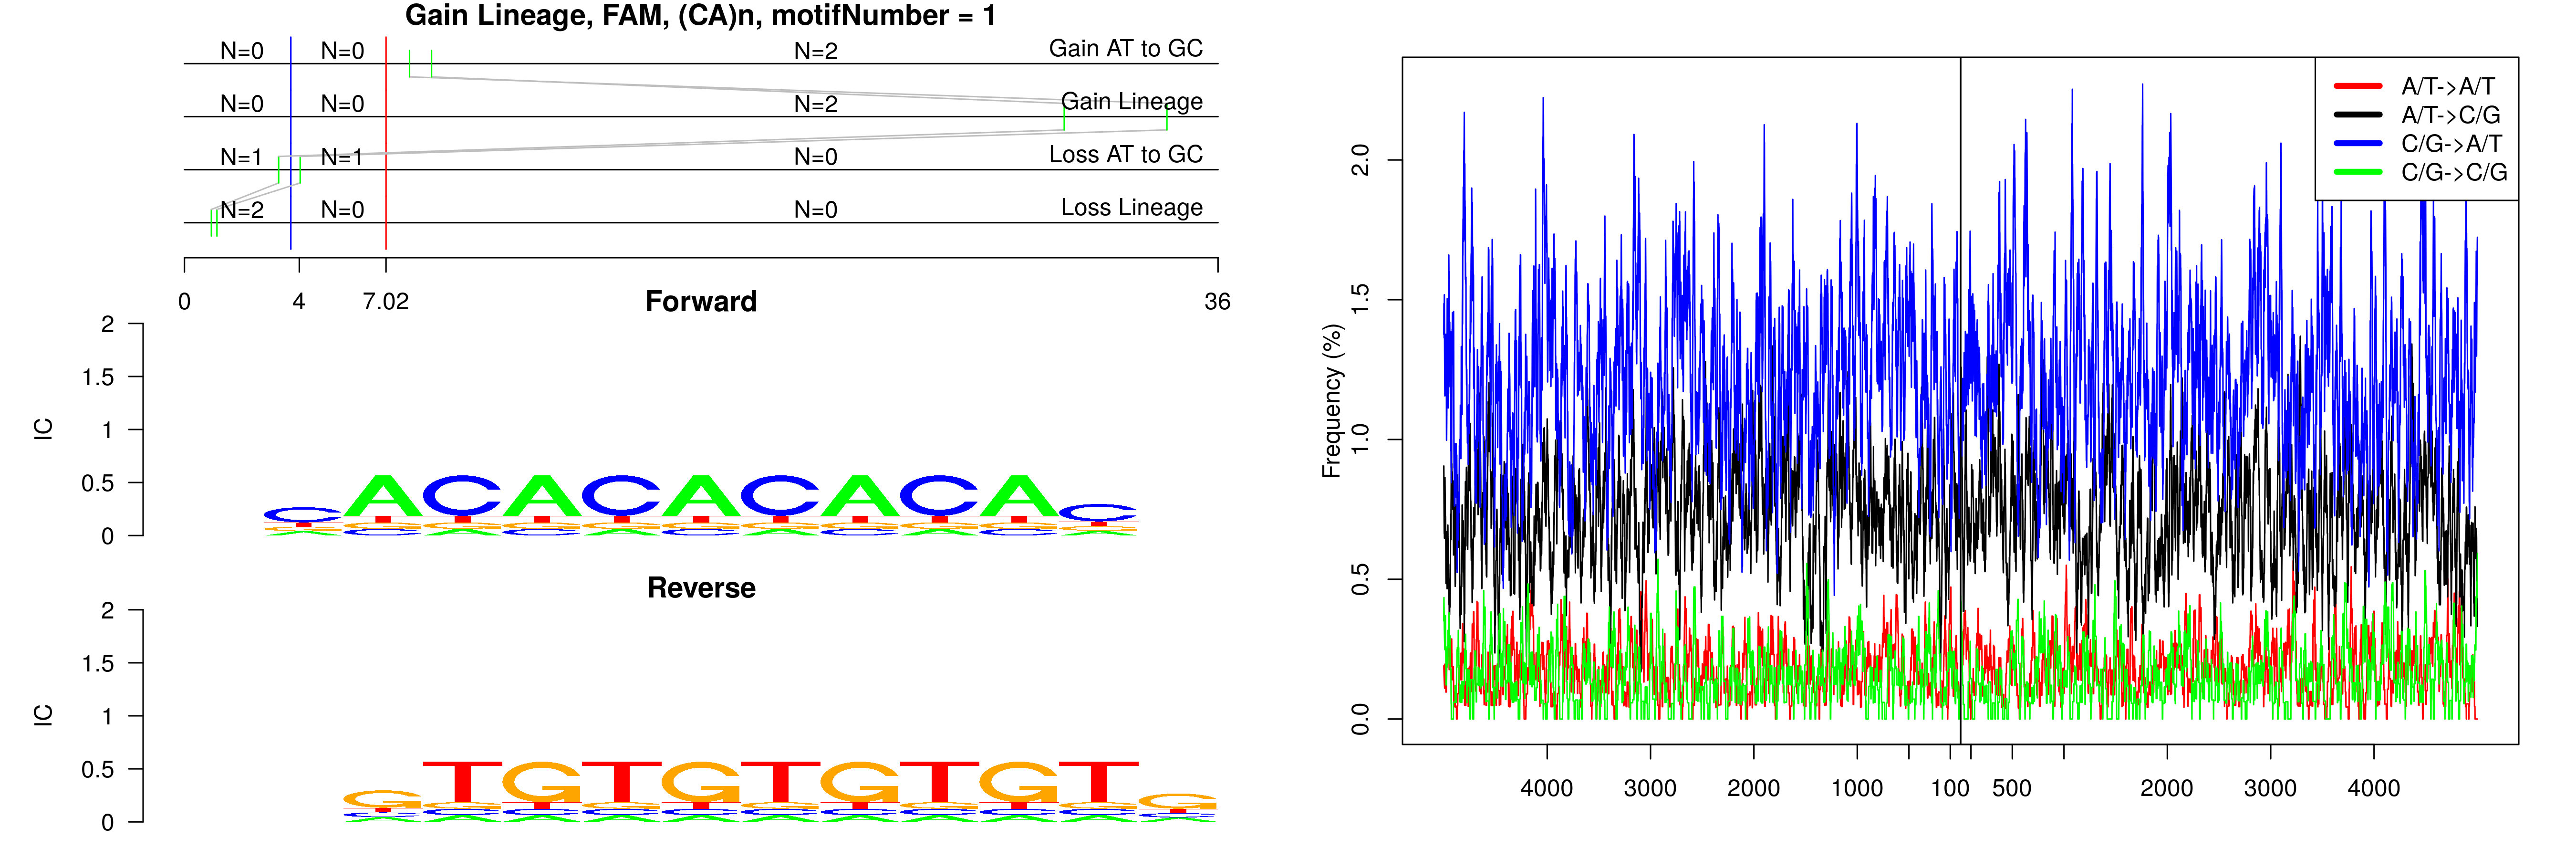 Gain Lineage, FAM, (CA)n, motifNumber = 1
N=0 N=0 N=2 Gain AT to GC
N=0 N=0 N=2 Gain Lineage
N=1 N=1 N=0 Loss AT to GC
N=2 N=0 N=0 Loss Lineage
0 4 7.02 36
Forward
2
1.5
1
0.5
0
IC
CACACACACAC
Reverse
2
1.5
1
0.5
0
IC
GTGTGTGTGTG
A/T->A/T
A/T->C/G
C/G->A/T
C/G->C/G
Frequency (%)
2.0
1.5
1.0
0.5
0.0
4000 3000 2000 1000 100 500 2000 3000 4000